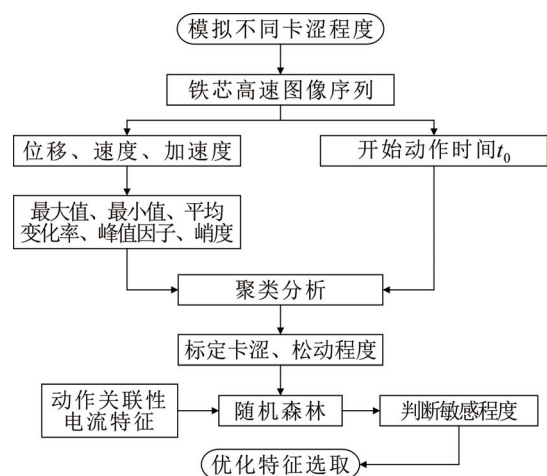 模拟不同卡涩程度
铁芯高速图像序列
位移、速度、加速度
开始动作时间t₀
最大值、最小值、平均
变化率、峰值因子、峭度
聚类分析
标定卡涩、松动程度
动作关联性
电流特征
随机森林
判断敏感程度
优化特征选取